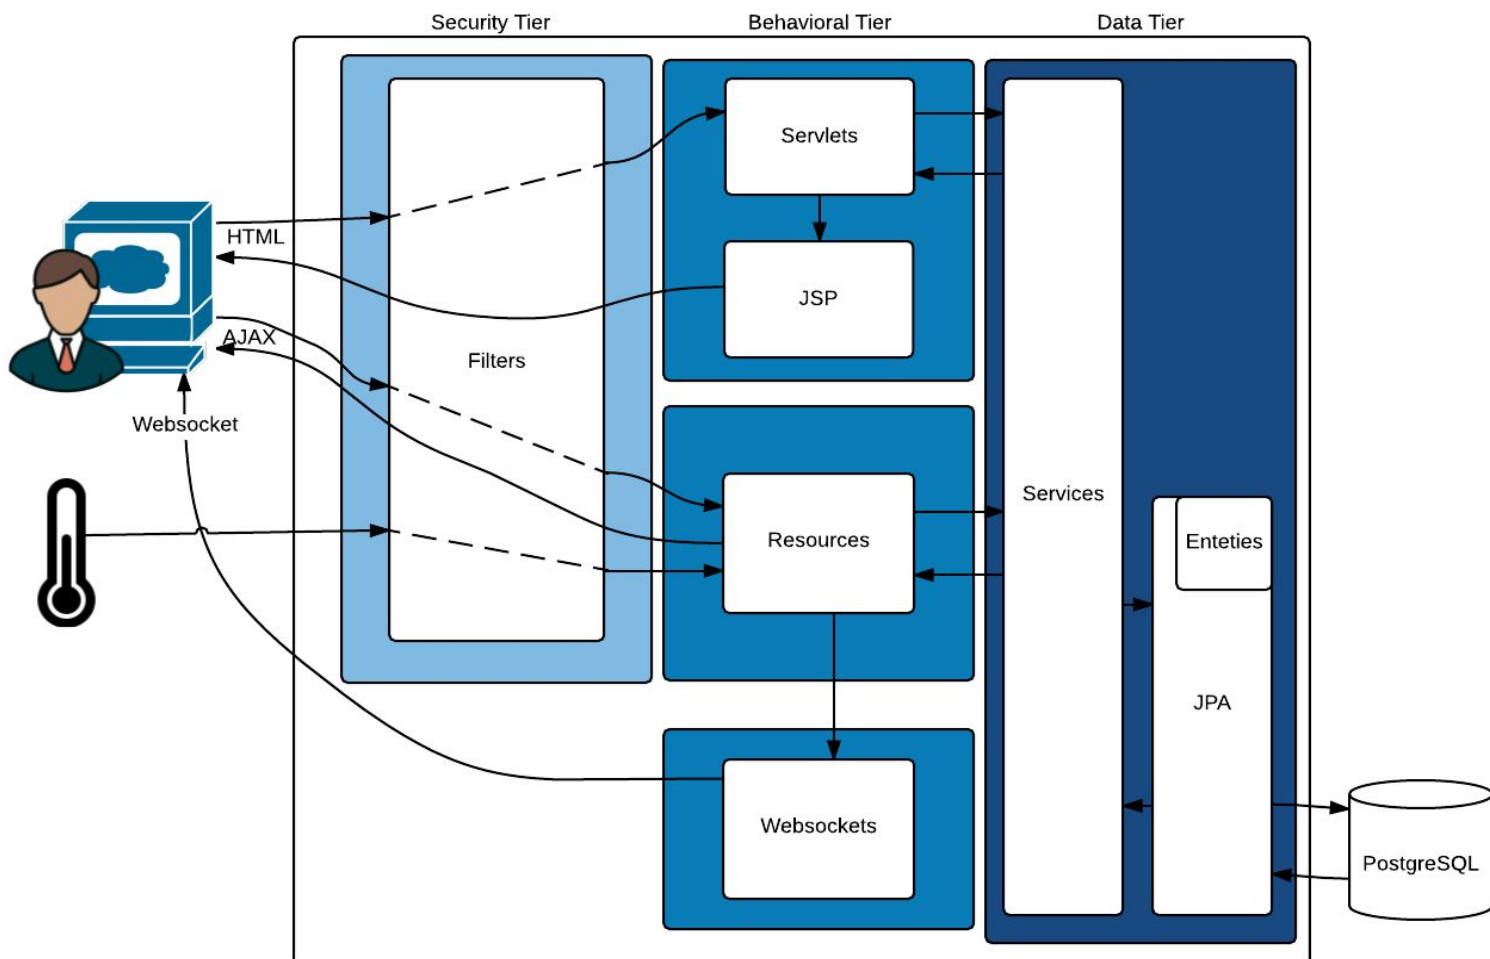 Security Tier
Behavioral Tier
Data Tier
Servlets
HTML
JSP
AJAX
Filters
Websocket
Services
Resources
Enteties
JPA
Websockets
PostgreSQL